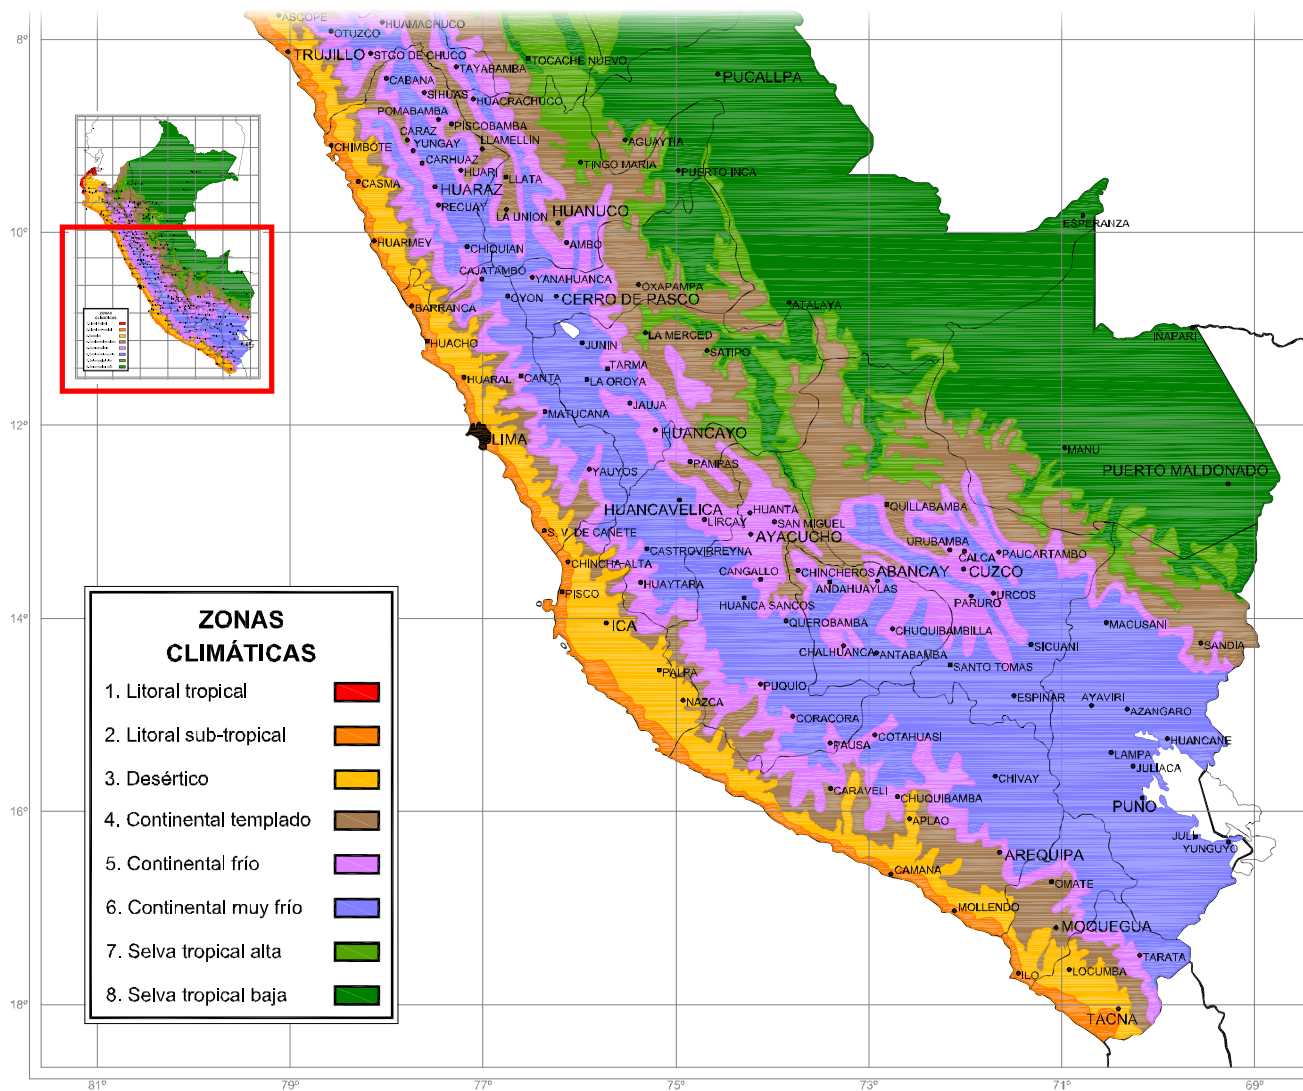 ASCOPE
HUAMACHUCO
OTUZCO
8°
TRUJILLO
STGO DE CHUCO
TOCACHE NUEVO
TAYABAMBA
PUCALLPA
CABANA
SIHUAS
HUACRACHUCO
POMABAMBA
PISCOBAMBA
CARAZ
YUNGAY
LLAMELLIN
AGUAYTIA
CHIMBOTE
CARHUAZ
TINGO MARIA
HUARI
PUERTO INCA
CASMA
LLATA
HUARAZ
RECUAY
LA UNION
HUANUCO
ESPERANZA
10°
HUARMEY
CHIQUIAN
AMBO
CAJATAMBO
YANAHUANCA
OXAPAMPA
OYON
CERRO DE PASCO
ATALAYA
BARRANCA
LA MERCED
IÑAPARI
HUACHO
JUNIN
SATIPO
TARMA
HUARAL
CANTA
LA OROYA
JAUJA
MATUCANA
12°
LIMA
HUANCAYO
MANU
PAMPAS
PUERTO MALDONADO
YAUYOS
HUANCAVELICA
HUANTA
QUILLABAMBA
LIRCAY
SAN MIGUEL
S. V. DE CAÑETE
AYACUCHO
URUBAMBA
CASTROVIRREYNA
CALCA
PAUCARTAMBO
CHINCHA ALTA
CANGALLO
CHINCHEROS
ABANCAY
CUZCO
HUAYTARA
ANDAHUAYLAS
PISCO
URCOS
HUANCA SANCOS
PARURO
14°
ICA
QUEROBAMBA
CHUQUIBAMBILLA
MACUSANI
CHALHUANCA
ANTABAMBA
SICUANI
SANDIA
PALPA
SANTO TOMAS
PUQUIO
NAZCA
ESPINAR
AYAVIRI
AZANGARO
CORACORA
COTAHUASI
HUANCANE
PAUSA
LAMPA
JULIACA
CHIVAY
CARAVELI
CHUQUIBAMBA
PUNO
16°
APLAO
JULI
YUNGUYO
AREQUIPA
CAMANA
OMATE
MOLLENDO
MOQUEGUA
TARATA
ILO
LOCUMBA
18°
TACNA
81°
79°
77°
75°
73°
71°
69°
ZONAS
CLIMÁTICAS
1. Litoral tropical
2. Litoral sub-tropical
3. Desértico
4. Continental templado
5. Continental frío
6. Continental muy frío
7. Selva tropical alta
8. Selva tropical baja
ZONAS
CLIMÁTICAS